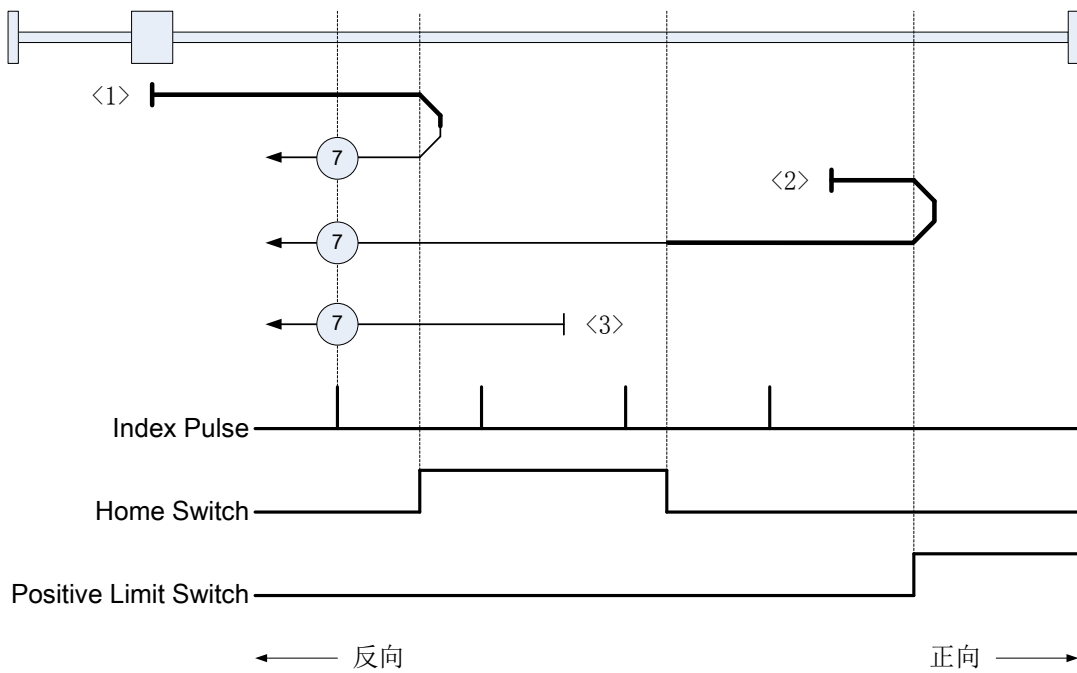 <1>
7
<2>
7
7
<3>
Index Pulse
Home Switch
Positive Limit Switch
反向
正向